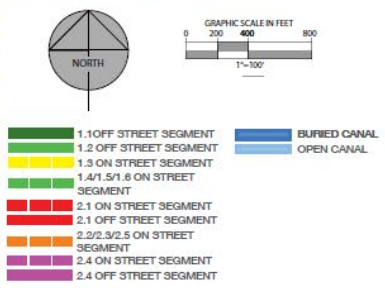 GRAPHIC SCALE IN FEET
0 200 400 800
NORTH
1"=100'
1.1OFF STREET SEGMENT
1.2 OFF STREET SEGMENT
1.3 ON STREET SEGMENT
1.4/1.5/1.6 ON STREET
SEGMENT
2.1 ON STREET SEGMENT
2.1 OFF STREET SEGMENT
2.2/2.3/2.5 ON STREET
SEGMENT
2.4 ON STREET SEGMENT
2.4 OFF STREET SEGMENT
BURIED CANAL
OPEN CANAL